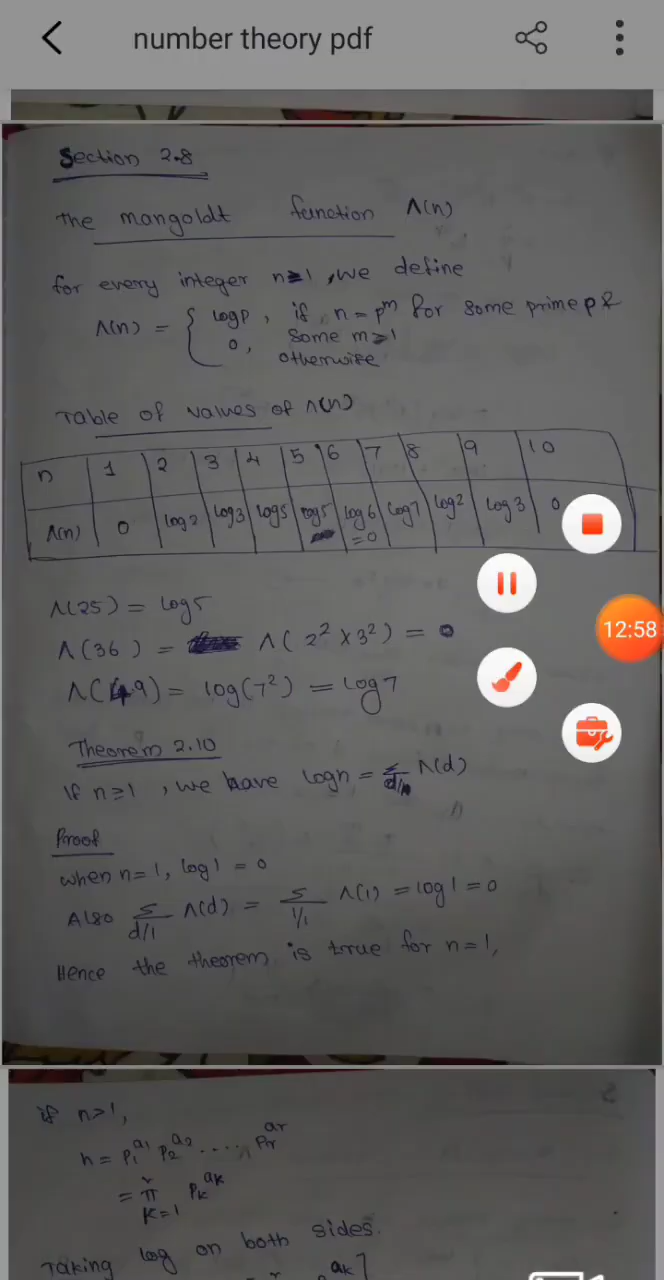 number theory pdf
Section 2.8
The mangoldt function Λ(n)
for every integer n≥1, we define
Λ(n) = { log p, if n = p^m for some prime p &
some m≥1
0, otherwise
Table of values of Λ(n)
n 1 2 3 4 5 6 7 8 9 10
Λ(n) 0 log2 log3 log5 log5 log6 =0 log7 log2 log3 0
Λ(25) = log5
Λ(36) = Λ(2² × 3²) = 0
Λ(49) = log(7²) = log7
12:58
Theorem 2.10
If n≥1, we have log n = Σ d/n Λ(d)
Proof
when n=1, log1 = 0
Also Σ d/1 Λ(d) = Σ 1/1 Λ(1) = log1 = 0
Hence the theorem is true for n=1,
if n>1,
n = p₁^a₁ p₂^a₂ ..... pᵣ^aᵣ
= π k=1 r pₖ^aₖ
Taking log on both sides.
aₖ]